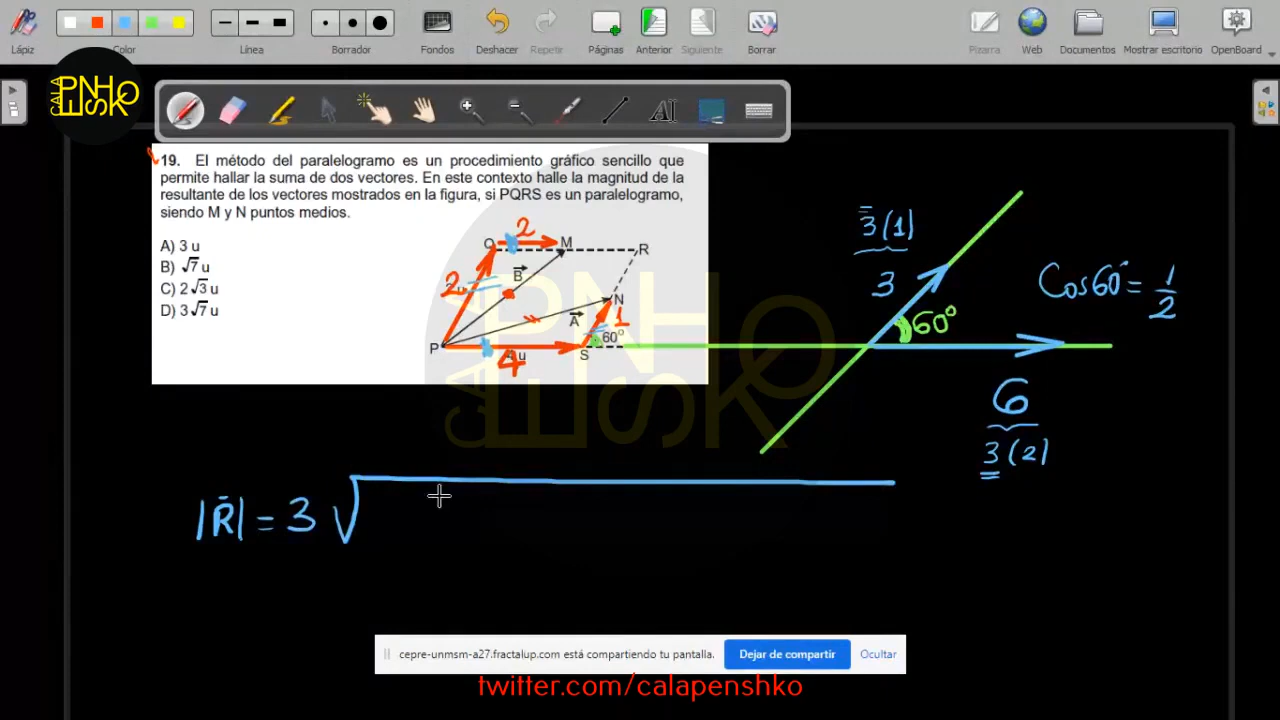 Lápiz
Color
Línea
Borrador
Fondos
Deshacer
Repetir
Páginas
Anterior
Siguiente
Borrar
Pizarra
Web
Documentos
Mostrar escritorio
OpenBoard
CALA
PNHO
ESK
AI
19. El método del paralelogramo es un procedimiento gráfico sencillo que
permite hallar la suma de dos vectores. En este contexto halle la magnitud de la
resultante de los vectores mostrados en la figura, si PQRS es un paralelogramo,
siendo M y N puntos medios.
A) 3 u
B) √7 u
C) 2√3 u
D) 3√7 u
2
Q
M
R
B
2 u
N
A
1
60°
P
4 u
S
3(1)
3
60°
Cos60° = 1/2
6
3(2)
|R| = 3 √
cepre-unmsm-a27.fractalup.com está compartiendo tu pantalla.
Dejar de compartir
Ocultar
twitter.com/calapenshko